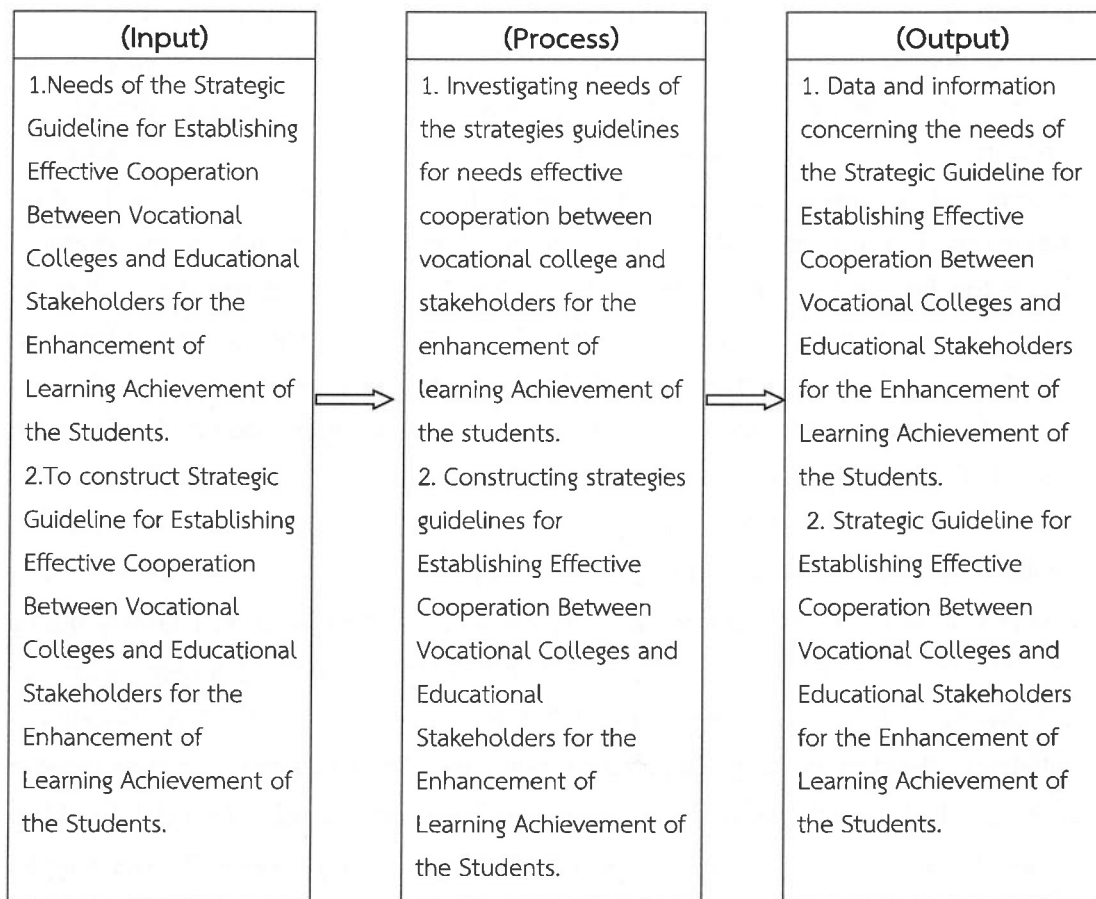 (Input)
1.Needs of the Strategic
Guideline for Establishing
Effective Cooperation
Between Vocational
Colleges and Educational
Stakeholders for the
Enhancement of
Learning Achievement of
the Students.
2.To construct Strategic
Guideline for Establishing
Effective Cooperation
Between Vocational
Colleges and Educational
Stakeholders for the
Enhancement of
Learning Achievement of
the Students.
(Process)
1. Investigating needs of
the strategies guidelines
for needs effective
cooperation between
vocational college and
stakeholders for the
enhancement of
learning Achievement of
the students.
2. Constructing strategies
guidelines for
Establishing Effective
Cooperation Between
Vocational Colleges and
Educational
Stakeholders for the
Enhancement of
Learning Achievement of
the Students.
(Output)
1. Data and information
concerning the needs of
the Strategic Guideline for
Establishing Effective
Cooperation Between
Vocational Colleges and
Educational Stakeholders
for the Enhancement of
Learning Achievement of
the Students.
2. Strategic Guideline for
Establishing Effective
Cooperation Between
Vocational Colleges and
Educational Stakeholders
for the Enhancement of
Learning Achievement of
the Students.